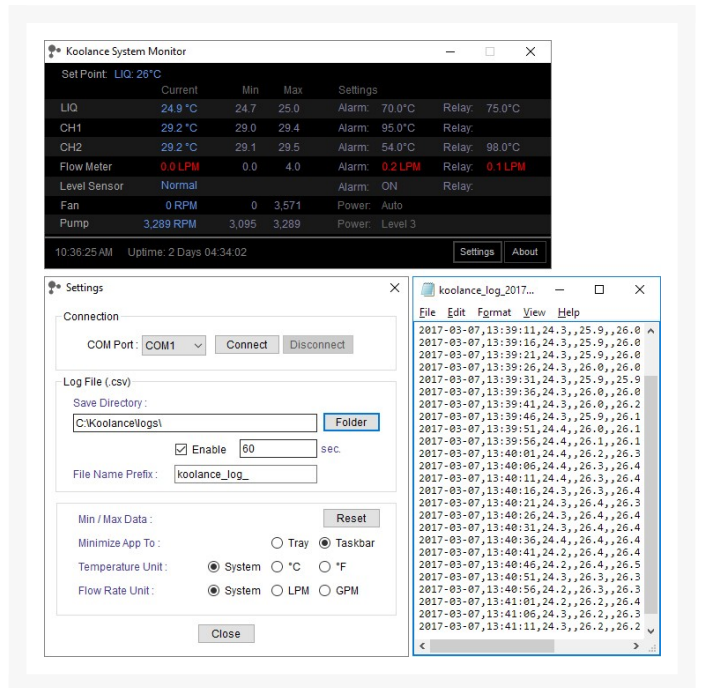 Koolance System Monitor
Set Point: LIQ: 26°C
Current Min Max Settings
LIQ 24.9 °C 24.7 25.0 Alarm: 70.0°C Relay: 75.0°C
CH1 29.2 °C 29.0 29.4 Alarm: 95.0°C Relay:
CH2 29.2 °C 29.1 29.5 Alarm: 54.0°C Relay: 98.0°C
Flow Meter 0.0 LPM 0.0 4.0 Alarm: 0.2 LPM Relay: 0.1 LPM
Level Sensor Normal Alarm: ON Relay:
Fan 0 RPM 0 3,571 Power: Auto
Pump 3,289 RPM 3,095 3,289 Power: Level 3
10:36:25 AM Uptime: 2 Days 04:34:02 Settings About
Settings
Connection
COM Port : COM1 Connect Disconnect
Log File (.csv)
Save Directory :
C:\Koolance\logs\ Folder
Enable 60 sec.
File Name Prefix : koolance_log_
Min / Max Data : Reset
Minimize App To : Tray Taskbar
Temperature Unit : System °C °F
Flow Rate Unit : System LPM GPM
Close
koolance_log_2017...
File Edit Format View Help
2017-03-07,13:39:11,24.3,,25.9,,26.0
2017-03-07,13:39:16,24.3,,25.9,,26.0
2017-03-07,13:39:21,24.3,,25.9,,26.0
2017-03-07,13:39:26,24.3,,26.0,,26.0
2017-03-07,13:39:31,24.3,,25.9,,25.9
2017-03-07,13:39:36,24.3,,26.0,,26.0
2017-03-07,13:39:41,24.3,,26.0,,26.2
2017-03-07,13:39:46,24.3,,25.9,,26.1
2017-03-07,13:39:51,24.4,,26.0,,26.1
2017-03-07,13:39:56,24.4,,26.1,,26.1
2017-03-07,13:40:01,24.4,,26.2,,26.3
2017-03-07,13:40:06,24.4,,26.3,,26.4
2017-03-07,13:40:11,24.4,,26.3,,26.4
2017-03-07,13:40:16,24.3,,26.3,,26.4
2017-03-07,13:40:21,24.3,,26.4,,26.3
2017-03-07,13:40:26,24.3,,26.4,,26.4
2017-03-07,13:40:31,24.3,,26.4,,26.4
2017-03-07,13:40:36,24.4,,26.4,,26.4
2017-03-07,13:40:41,24.2,,26.4,,26.4
2017-03-07,13:40:46,24.2,,26.4,,26.5
2017-03-07,13:40:51,24.3,,26.3,,26.3
2017-03-07,13:40:56,24.2,,26.3,,26.3
2017-03-07,13:41:01,24.2,,26.2,,26.4
2017-03-07,13:41:06,24.3,,26.2,,26.3
2017-03-07,13:41:11,24.3,,26.2,,26.2